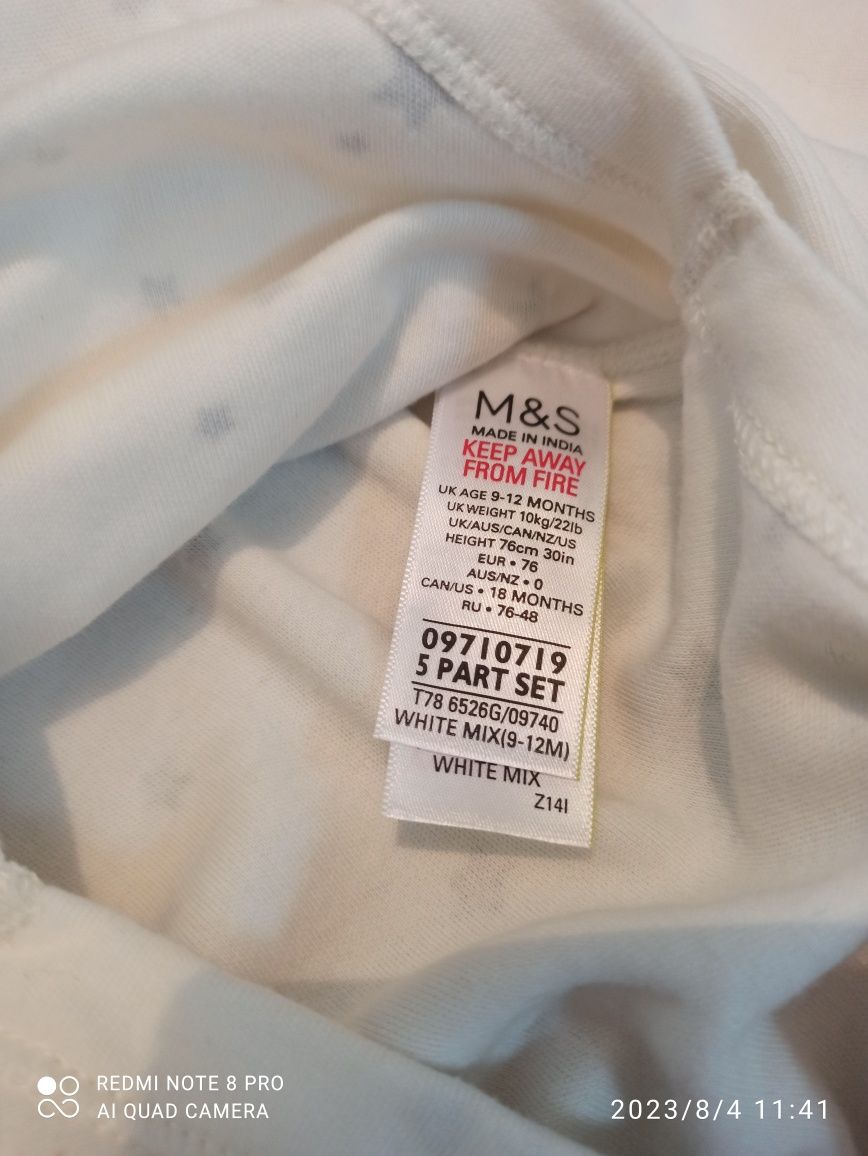 M&S
MADE IN INDIA
KEEP AWAY
FROM FIRE
UK AGE 9-12 MONTHS
UK WEIGHT 10kg/22lb
UK/AUS/CAN/NZ/US
HEIGHT 76cm 30in
EUR • 76
AUS/NZ • 0
CAN/US • 18 MONTHS
RU • 76-48
09710719
5 PART SET
T78 6526G/09740
WHITE MIX(9-12M)
WHITE MIX
Z14I
REDMI NOTE 8 PRO
AI QUAD CAMERA
2023/8/4 11:41